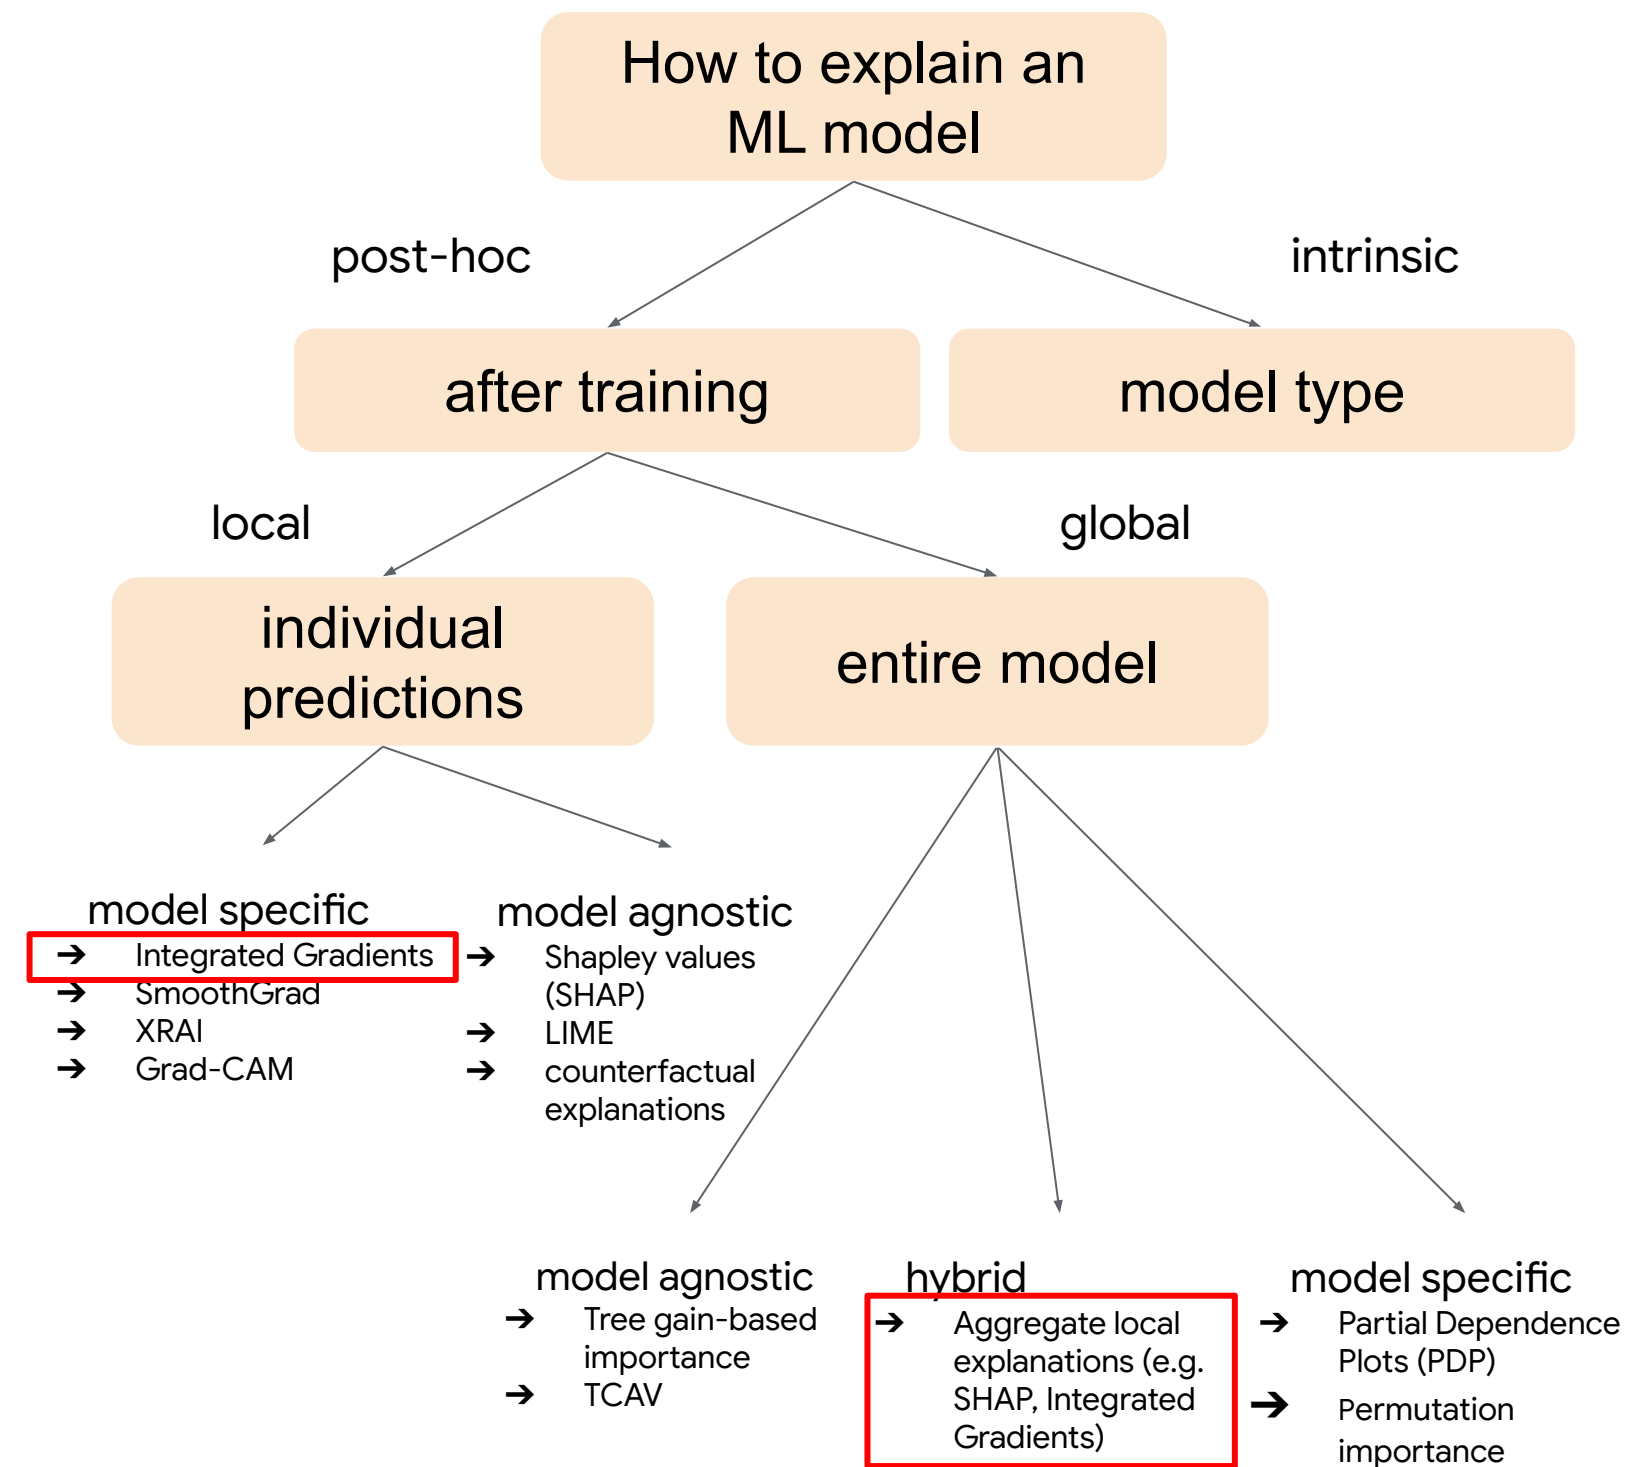 How to explain an
ML model
post-hoc
intrinsic
after training
model type
local
global
individual
predictions
entire model
model specific
➔ Integrated Gradients
➔ SmoothGrad
➔ XRAI
➔ Grad-CAM
model agnostic
➔ Shapley values
(SHAP)
➔ LIME
➔ counterfactual
explanations
model agnostic
➔ Tree gain-based
importance
➔ TCAV
hybrid
➔ Aggregate local
explanations (e.g.
SHAP, Integrated
Gradients)
model specific
➔ Partial Dependence
Plots (PDP)
➔ Permutation
importance